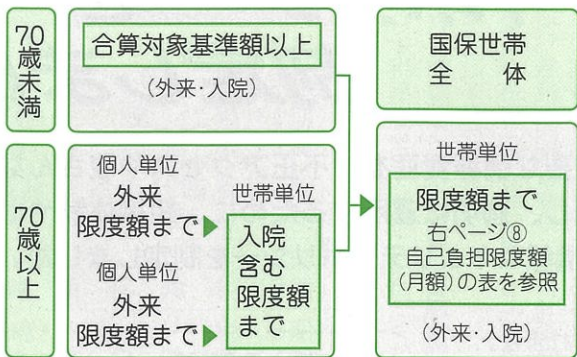 70歳未満
合算対象基準額以上
(外来・入院)
国保世帯
全体
70歳以上
個人単位
外来
限度額まで
個人単位
外来
限度額まで
世帯単位
入院
含む
限度額
まで
世帯単位
限度額まで
右ページ⑧
自己負担限度額
(月額)の表を参照
(外来・入院)